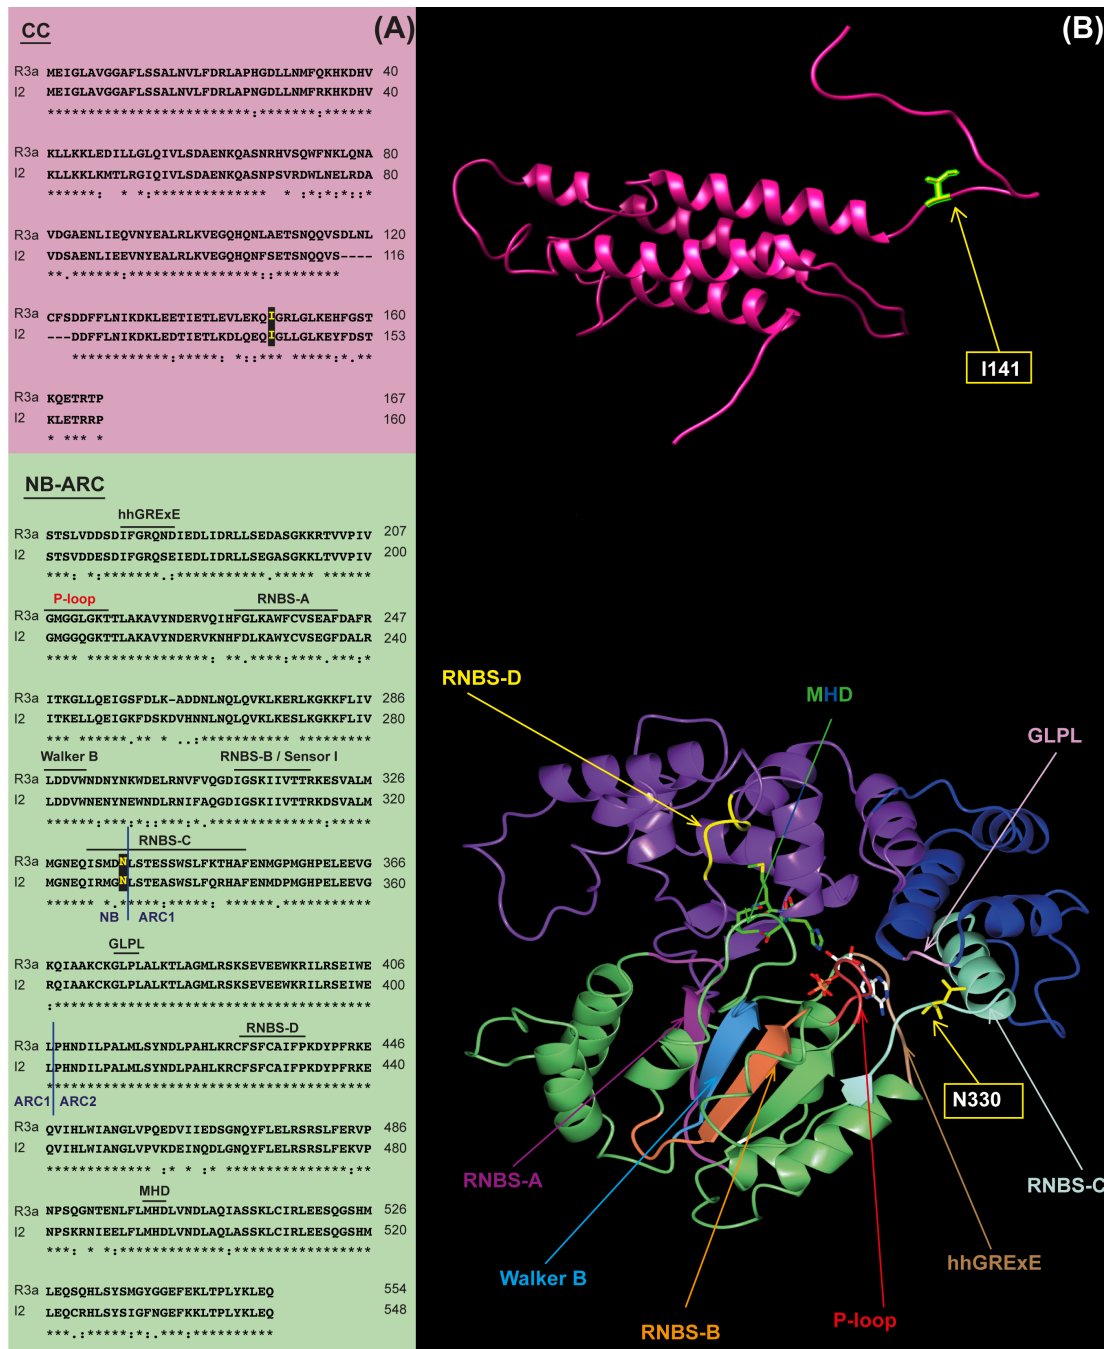 (A)
CC
R3a MEIGLAVGGAFLSSALNVLFDRLAPHGDLLNMFQKHKDHV 40
I2 MEIGLAVGGAFLSSALNVLFDRLAPNGDLLNMFRKHKDHV 40
*************************:*******:******
R3a KLLKKLEDILLGLQIVLSDAENKQASNRHVSQWFNKLQNA 80
I2 KLLKKLKMTLRGIQIVLSDAENKQASNPSVRDWLNELRDA 80
******: * *:************** * :*:*:*::*
R3a VDGAENLIEQVNYEALRLKVEGQHQNLAETSNQQVSDLNL 120
I2 VDSAENLIEEVNYEALRLKVEGQHQNFSETSNQQVS---- 116
**.******:****************::********
R3a CFSDDFFLNIKDKLEETIETLEVLEKQIGRLGLKEHFGST 160
I2 ---DDFFLNIKDKLEDTIETLKDLQEQIGLLGLKEYFDST 153
************:*****: *::*** *****:*.**
R3a KQETRTP 167
I2 KLETRRP 160
* *** *
NB-ARC
hhGRExE
R3a STSLVDDSDIFGRQNDIEDLIDRLLSEDASGKKRTVVPIV 207
I2 STSVVDDESDIFGRQSEIEDLIDRLLSEGASGKKLTVVPIV 200
***: *:*******.:***********.***** ******
P-loop RNBS-A
R3a GMGGLGKTTLAKAVYNDERVQIHFGLKAWFCVSEAFDAFR 247
I2 GMGGQGKTTLAKAVYNDERVKNHFDLKAWYCVSEGFDALR 240
**** ***************: **.****:****.***:*
R3a ITKGLLQEIGSFDLK-ADDNLNQLQVKLKERLKGKKFLIV 286
I2 ITKELLQEIGKFDSKDVHNNLNQLQVKLKESLKGKKFLIV 280
*** ******.** * ..:*********** *********
Walker B RNBS-B / Sensor I
R3a LDDVWNDNYNKWDELRNVFVQGDIGSKIIVTTRKESVALM 326
I2 LDDVWNENYNEWNDLRNIFAQGDIGSKIIVTTRKDSVALM 320
******:***:*::***:*.**************:*****
RNBS-C
R3a MGNEQISMDNLSTESSWSLFKTHAFENMGPMGHPELEEVG 366
I2 MGNEQIRMGNLSTEASWSLFQRHAFENMDPMGHPELEEVG 360
****** *.*****:*****: ******.***********
NB ARC1
GLPL
R3a KQIAAKCKGLPLALKTLAGMLRSKSEVEEWKRILRSEIWE 406
I2 RQIAAKCKGLPLALKTLAGMLRSKSEVEEWKRILRSEIWE 400
:***************************************
RNBS-D
R3a LPHNDILPALMLSYNDLPAHLKRCFSFCAIFPKDYPFRKE 446
I2 LPHNDILPALMLSYNDLPAHLKRCFSFCAIFPKDYPFRKE 440
****************************************
ARC1 ARC2
R3a QVIHLWIANGLVPQEDVIIEDSGNQYFLELRSRSLFERVP 486
I2 QVIHLWIANGLVPVKDEINQDLGNQYFLELRSRSLFEKVP 480
************* :* * :* ***************:**
MHD
R3a NPSQGNTENLFLMHDLVNDLAQIASSKLCIRLEESQGSHM 526
I2 NPSKRNIEELFLMHDLVNDLAQLASSKLCIRLEESQGSHM 520
***: * *:*************:*****************
R3a LEQSQHLSYSMGYGGEFEKLTPLYKLEQ 554
I2 LEQCRHLSYSIGFNGEFKKLTPLYKLEQ 548
***.:*****:*:.***:**********
(B)
I141
RNBS-D
MHD
GLPL
N330
RNBS-A
RNBS-C
hhGRExE
Walker B
P-loop
RNBS-B